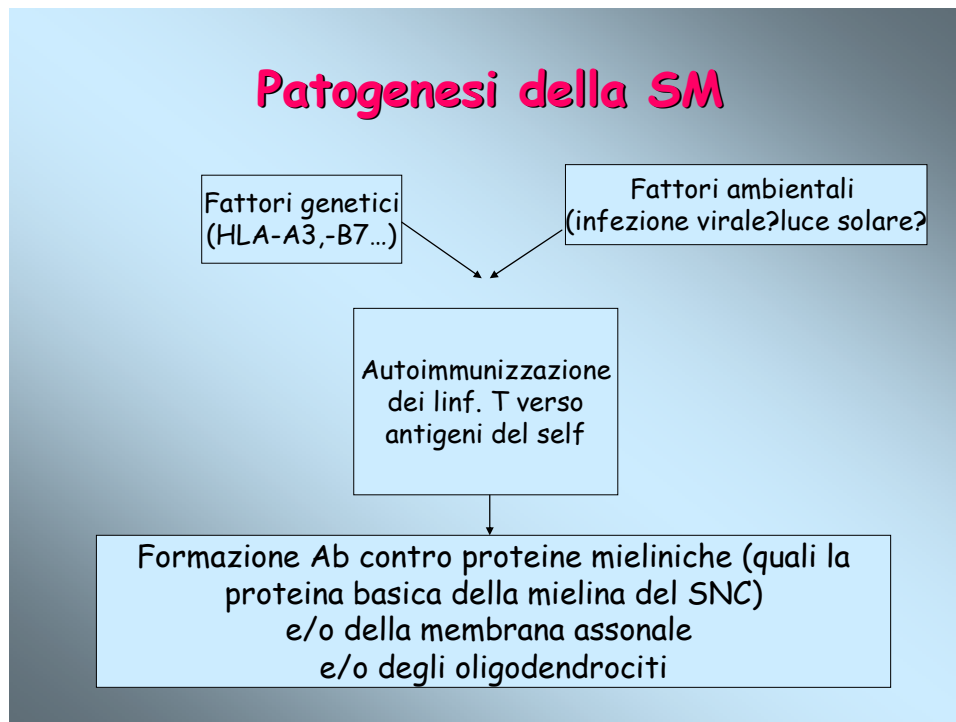 Patogenesi della SM
Fattori genetici
(HLA-A3,-B7…)
Fattori ambientali
(infezione virale?luce solare?
Autoimmunizzazione
dei linf. T verso
antigeni del self
Formazione Ab contro proteine mieliniche (quali la
proteina basica della mielina del SNC)
e/o della membrana assonale
e/o degli oligodendrociti